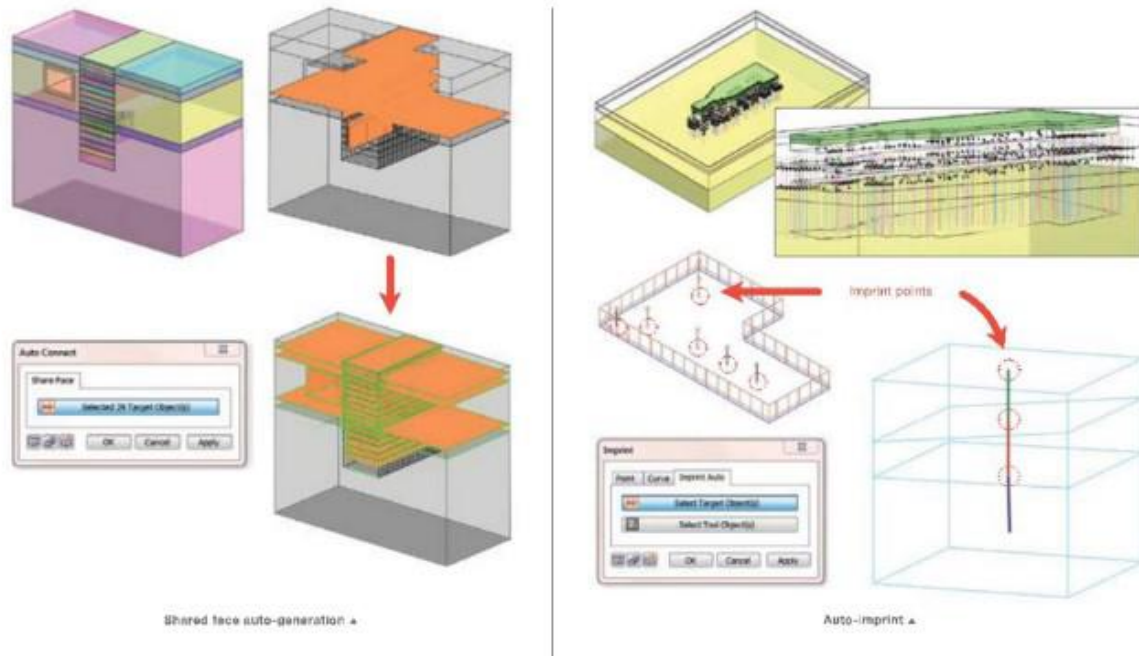 Auto Connect
Share Face
Selected 24 Target Object(s)
OK
Cancel
Apply
Shared face auto-generation ▲
Imprint points
Imprint
Point
Curve
Imprint Auto
Select Target Object(s)
Select Tool Object(s)
OK
Cancel
Apply
Auto-imprint ▲